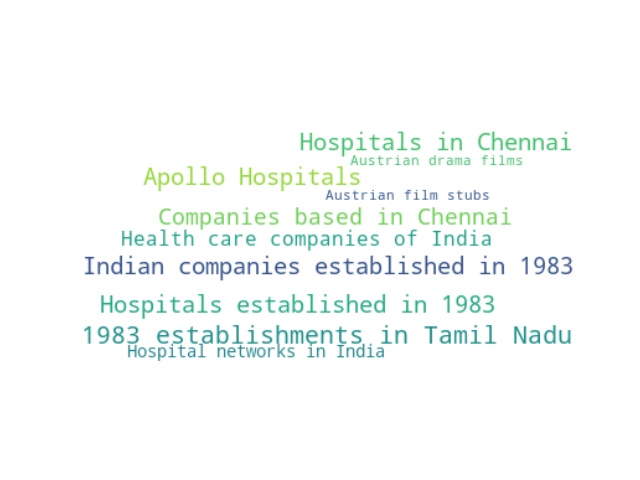 Hospitals in Chennai
Austrian drama films
Apollo Hospitals
Austrian film stubs
Companies based in Chennai
Health care companies of India
Indian companies established in 1983
Hospitals established in 1983
1983 establishments in Tamil Nadu
Hospital networks in India